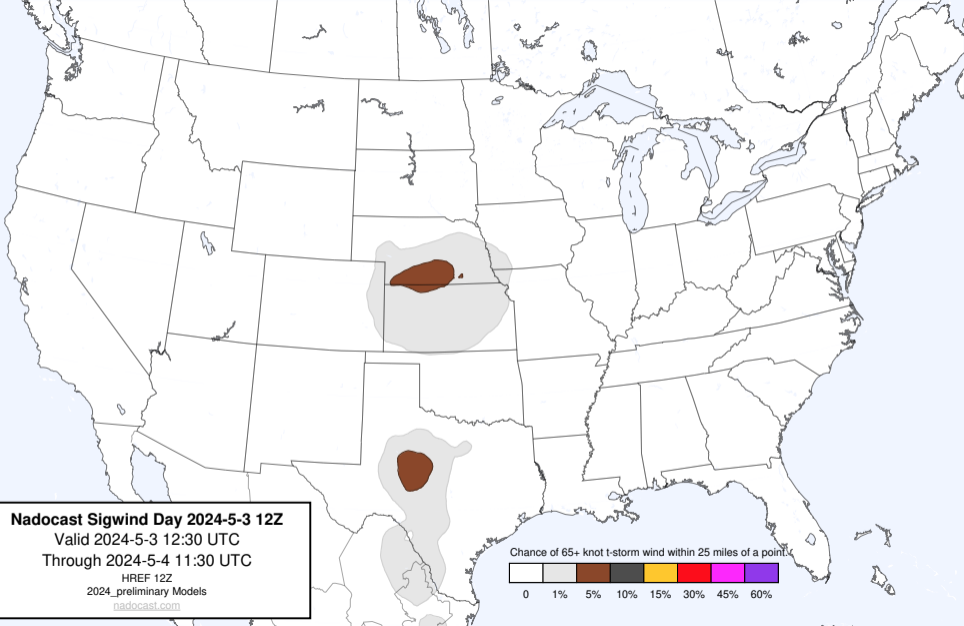 Nadocast Sigwind Day 2024-5-3 12Z
Valid 2024-5-3 12:30 UTC
Through 2024-5-4 11:30 UTC
HREF 12Z
2024_preliminary Models
nadocast.com
Chance of 65+ knot t-storm wind within 25 miles of a point.
0 1% 5% 10% 15% 30% 45% 60%